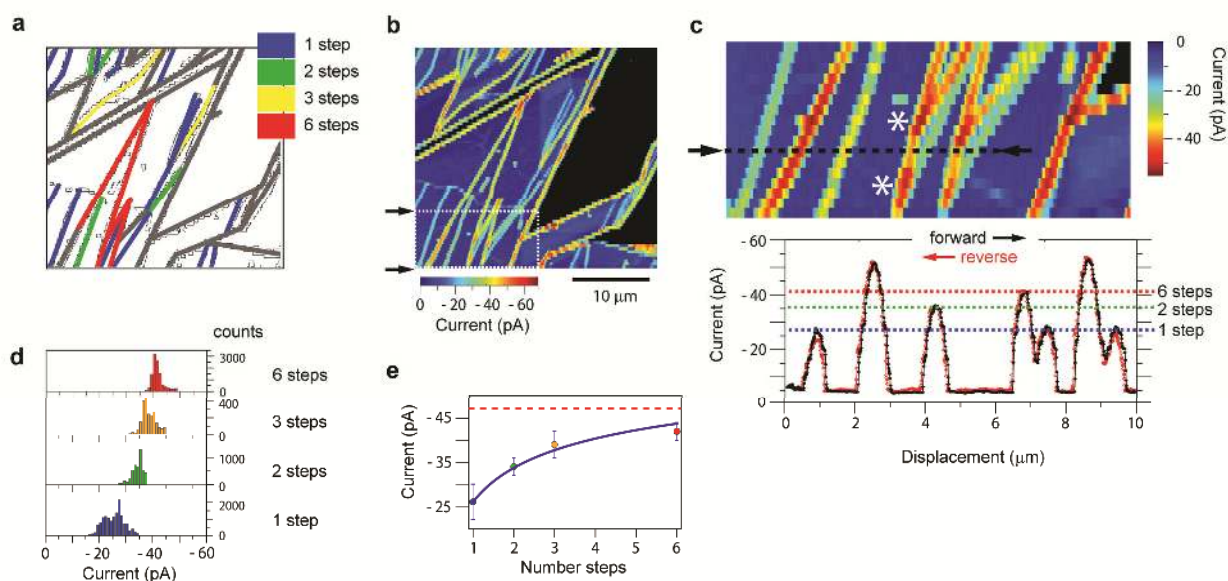 a
1 step
2 steps
3 steps
6 steps
b
0 - 20 - 40 - 60
Current (pA)
10 μm
c
*
*
0
- 20
- 40
Current (pA)
- 60
- 40
- 20
0
Current (pA)
forward
reverse
6 steps
2 steps
1 step
0 2 4 6 8 10
Displacement (μm)
d
counts
3000
0
6 steps
400
0
3 steps
1000
0
2 steps
2000
0
1 step
0 - 20 - 40 - 60
Current (pA)
e
- 45
- 35
- 25
Current (pA)
1 2 3 4 5 6
Number steps